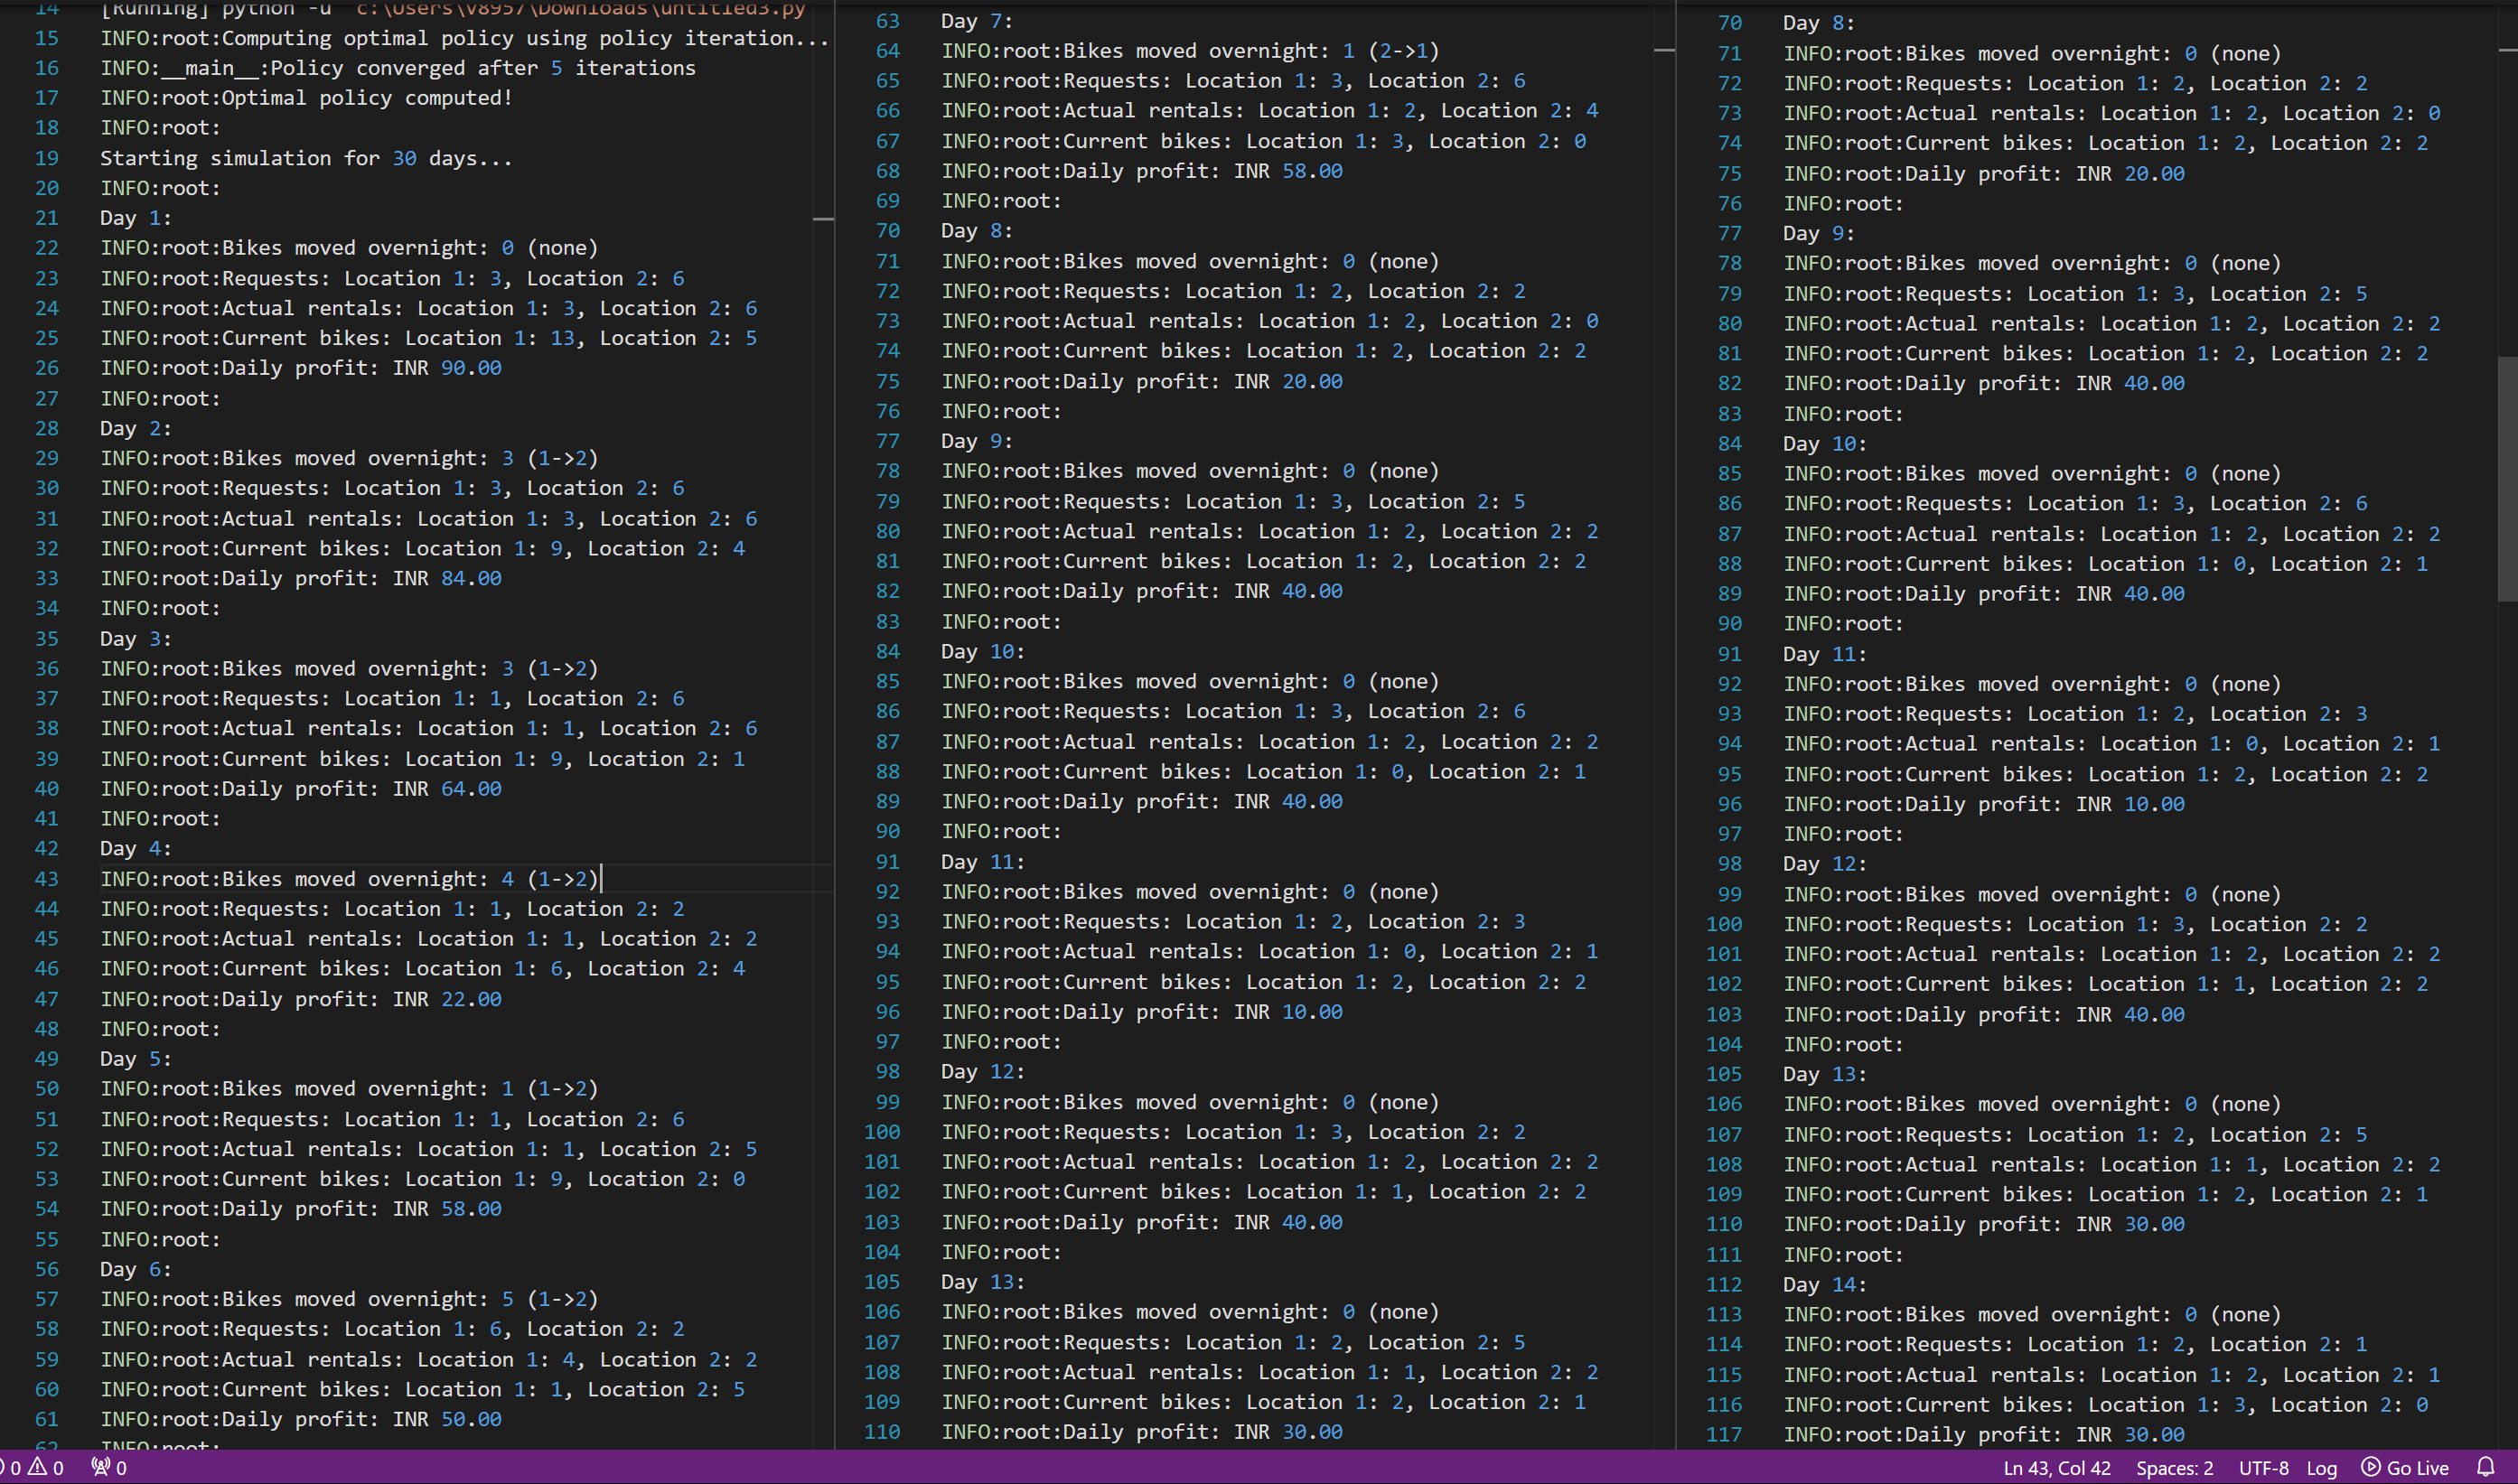 14 [Running] python -u "c:\Users\V8957\Downloads\untitled3.py
15 INFO:root:Computing optimal policy using policy iteration...
16 INFO:__main__:Policy converged after 5 iterations
17 INFO:root:Optimal policy computed!
18 INFO:root:
19 Starting simulation for 30 days...
20 INFO:root:
21 Day 1:
22 INFO:root:Bikes moved overnight: 0 (none)
23 INFO:root:Requests: Location 1: 3, Location 2: 6
24 INFO:root:Actual rentals: Location 1: 3, Location 2: 6
25 INFO:root:Current bikes: Location 1: 13, Location 2: 5
26 INFO:root:Daily profit: INR 90.00
27 INFO:root:
28 Day 2:
29 INFO:root:Bikes moved overnight: 3 (1->2)
30 INFO:root:Requests: Location 1: 3, Location 2: 6
31 INFO:root:Actual rentals: Location 1: 3, Location 2: 6
32 INFO:root:Current bikes: Location 1: 9, Location 2: 4
33 INFO:root:Daily profit: INR 84.00
34 INFO:root:
35 Day 3:
36 INFO:root:Bikes moved overnight: 3 (1->2)
37 INFO:root:Requests: Location 1: 1, Location 2: 6
38 INFO:root:Actual rentals: Location 1: 1, Location 2: 6
39 INFO:root:Current bikes: Location 1: 9, Location 2: 1
40 INFO:root:Daily profit: INR 64.00
41 INFO:root:
42 Day 4:
43 INFO:root:Bikes moved overnight: 4 (1->2)
44 INFO:root:Requests: Location 1: 1, Location 2: 2
45 INFO:root:Actual rentals: Location 1: 1, Location 2: 2
46 INFO:root:Current bikes: Location 1: 6, Location 2: 4
47 INFO:root:Daily profit: INR 22.00
48 INFO:root:
49 Day 5:
50 INFO:root:Bikes moved overnight: 1 (1->2)
51 INFO:root:Requests: Location 1: 1, Location 2: 6
52 INFO:root:Actual rentals: Location 1: 1, Location 2: 5
53 INFO:root:Current bikes: Location 1: 9, Location 2: 0
54 INFO:root:Daily profit: INR 58.00
55 INFO:root:
56 Day 6:
57 INFO:root:Bikes moved overnight: 5 (1->2)
58 INFO:root:Requests: Location 1: 6, Location 2: 2
59 INFO:root:Actual rentals: Location 1: 4, Location 2: 2
60 INFO:root:Current bikes: Location 1: 1, Location 2: 5
61 INFO:root:Daily profit: INR 50.00
62 INFO:root:
63 Day 7:
64 INFO:root:Bikes moved overnight: 1 (2->1)
65 INFO:root:Requests: Location 1: 3, Location 2: 6
66 INFO:root:Actual rentals: Location 1: 2, Location 2: 4
67 INFO:root:Current bikes: Location 1: 3, Location 2: 0
68 INFO:root:Daily profit: INR 58.00
69 INFO:root:
70 Day 8:
71 INFO:root:Bikes moved overnight: 0 (none)
72 INFO:root:Requests: Location 1: 2, Location 2: 2
73 INFO:root:Actual rentals: Location 1: 2, Location 2: 0
74 INFO:root:Current bikes: Location 1: 2, Location 2: 2
75 INFO:root:Daily profit: INR 20.00
76 INFO:root:
77 Day 9:
78 INFO:root:Bikes moved overnight: 0 (none)
79 INFO:root:Requests: Location 1: 3, Location 2: 5
80 INFO:root:Actual rentals: Location 1: 2, Location 2: 2
81 INFO:root:Current bikes: Location 1: 2, Location 2: 2
82 INFO:root:Daily profit: INR 40.00
83 INFO:root:
84 Day 10:
85 INFO:root:Bikes moved overnight: 0 (none)
86 INFO:root:Requests: Location 1: 3, Location 2: 6
87 INFO:root:Actual rentals: Location 1: 2, Location 2: 2
88 INFO:root:Current bikes: Location 1: 0, Location 2: 1
89 INFO:root:Daily profit: INR 40.00
90 INFO:root:
91 Day 11:
92 INFO:root:Bikes moved overnight: 0 (none)
93 INFO:root:Requests: Location 1: 2, Location 2: 3
94 INFO:root:Actual rentals: Location 1: 0, Location 2: 1
95 INFO:root:Current bikes: Location 1: 2, Location 2: 2
96 INFO:root:Daily profit: INR 10.00
97 INFO:root:
98 Day 12:
99 INFO:root:Bikes moved overnight: 0 (none)
100 INFO:root:Requests: Location 1: 3, Location 2: 2
101 INFO:root:Actual rentals: Location 1: 2, Location 2: 2
102 INFO:root:Current bikes: Location 1: 1, Location 2: 2
103 INFO:root:Daily profit: INR 40.00
104 INFO:root:
105 Day 13:
106 INFO:root:Bikes moved overnight: 0 (none)
107 INFO:root:Requests: Location 1: 2, Location 2: 5
108 INFO:root:Actual rentals: Location 1: 1, Location 2: 2
109 INFO:root:Current bikes: Location 1: 2, Location 2: 1
110 INFO:root:Daily profit: INR 30.00
70 Day 8:
71 INFO:root:Bikes moved overnight: 0 (none)
72 INFO:root:Requests: Location 1: 2, Location 2: 2
73 INFO:root:Actual rentals: Location 1: 2, Location 2: 0
74 INFO:root:Current bikes: Location 1: 2, Location 2: 2
75 INFO:root:Daily profit: INR 20.00
76 INFO:root:
77 Day 9:
78 INFO:root:Bikes moved overnight: 0 (none)
79 INFO:root:Requests: Location 1: 3, Location 2: 5
80 INFO:root:Actual rentals: Location 1: 2, Location 2: 2
81 INFO:root:Current bikes: Location 1: 2, Location 2: 2
82 INFO:root:Daily profit: INR 40.00
83 INFO:root:
84 Day 10:
85 INFO:root:Bikes moved overnight: 0 (none)
86 INFO:root:Requests: Location 1: 3, Location 2: 6
87 INFO:root:Actual rentals: Location 1: 2, Location 2: 2
88 INFO:root:Current bikes: Location 1: 0, Location 2: 1
89 INFO:root:Daily profit: INR 40.00
90 INFO:root:
91 Day 11:
92 INFO:root:Bikes moved overnight: 0 (none)
93 INFO:root:Requests: Location 1: 2, Location 2: 3
94 INFO:root:Actual rentals: Location 1: 0, Location 2: 1
95 INFO:root:Current bikes: Location 1: 2, Location 2: 2
96 INFO:root:Daily profit: INR 10.00
97 INFO:root:
98 Day 12:
99 INFO:root:Bikes moved overnight: 0 (none)
100 INFO:root:Requests: Location 1: 3, Location 2: 2
101 INFO:root:Actual rentals: Location 1: 2, Location 2: 2
102 INFO:root:Current bikes: Location 1: 1, Location 2: 2
103 INFO:root:Daily profit: INR 40.00
104 INFO:root:
105 Day 13:
106 INFO:root:Bikes moved overnight: 0 (none)
107 INFO:root:Requests: Location 1: 2, Location 2: 5
108 INFO:root:Actual rentals: Location 1: 1, Location 2: 2
109 INFO:root:Current bikes: Location 1: 2, Location 2: 1
110 INFO:root:Daily profit: INR 30.00
111 INFO:root:
112 Day 14:
113 INFO:root:Bikes moved overnight: 0 (none)
114 INFO:root:Requests: Location 1: 2, Location 2: 1
115 INFO:root:Actual rentals: Location 1: 2, Location 2: 1
116 INFO:root:Current bikes: Location 1: 3, Location 2: 0
117 INFO:root:Daily profit: INR 30.00
0 0 0 Ln 43, Col 42 Spaces: 2 UTF-8 Log Go Live